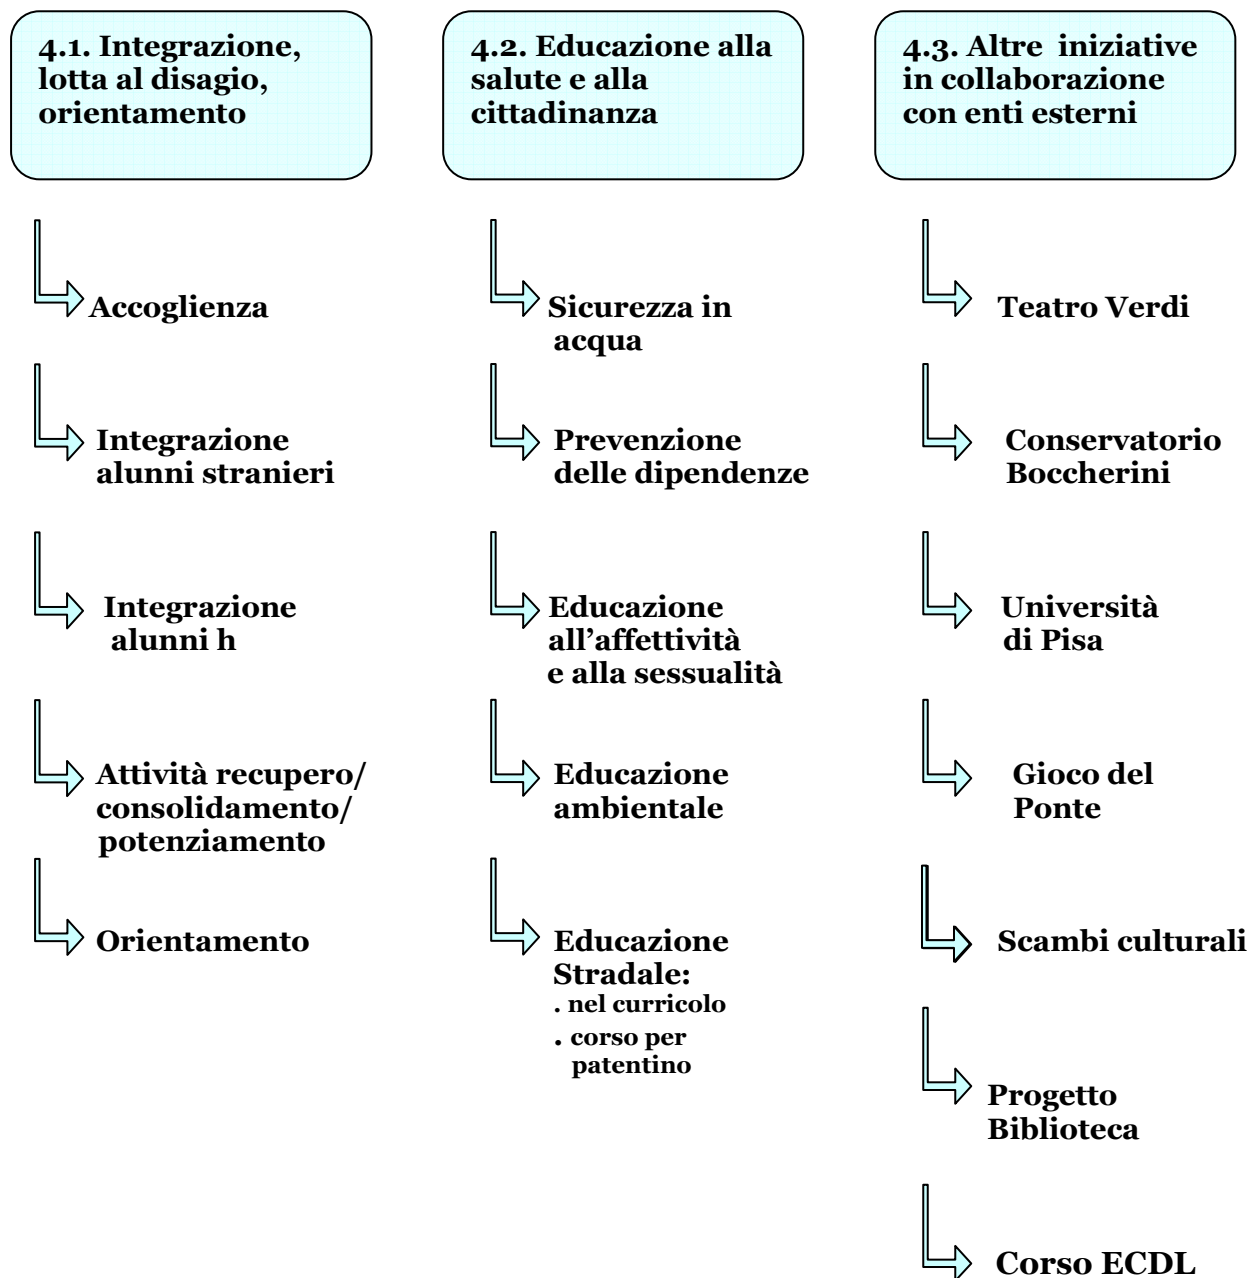 4.1. Integrazione,
lotta al disagio,
orientamento
Accoglienza
Integrazione
alunni stranieri
Integrazione
alunni h
Attività recupero/
consolidamento/
potenziamento
Orientamento
4.2. Educazione alla
salute e alla
cittadinanza
Sicurezza in
acqua
Prevenzione
delle dipendenze
Educazione
all’affettività
e alla sessualità
Educazione
ambientale
Educazione
Stradale:
. nel curricolo
. corso per
patentino
4.3. Altre iniziative
in collaborazione
con enti esterni
Teatro Verdi
Conservatorio
Boccherini
Università
di Pisa
Gioco del
Ponte
Scambi culturali
Progetto
Biblioteca
Corso ECDL